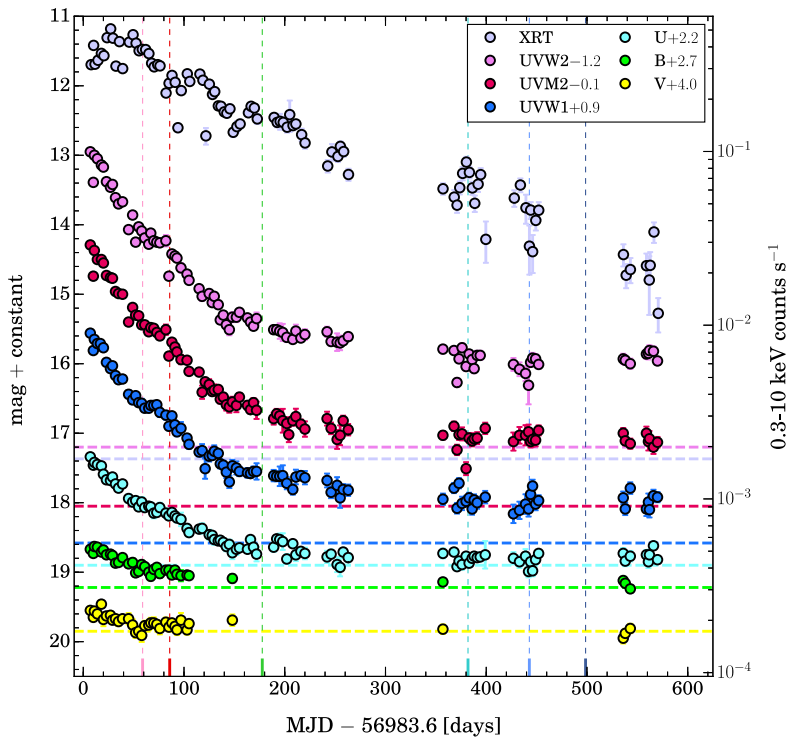 11
12
13
14
15
16
17
18
19
20
mag + constant
XRT
UVW2−1.2
UVM2−0.1
UVW1+0.9
U+2.2
B+2.7
V+4.0
10⁻¹
10⁻²
10⁻³
10⁻⁴
0.3-10 keV counts s⁻¹
0 100 200 300 400 500 600
MJD − 56983.6 [days]